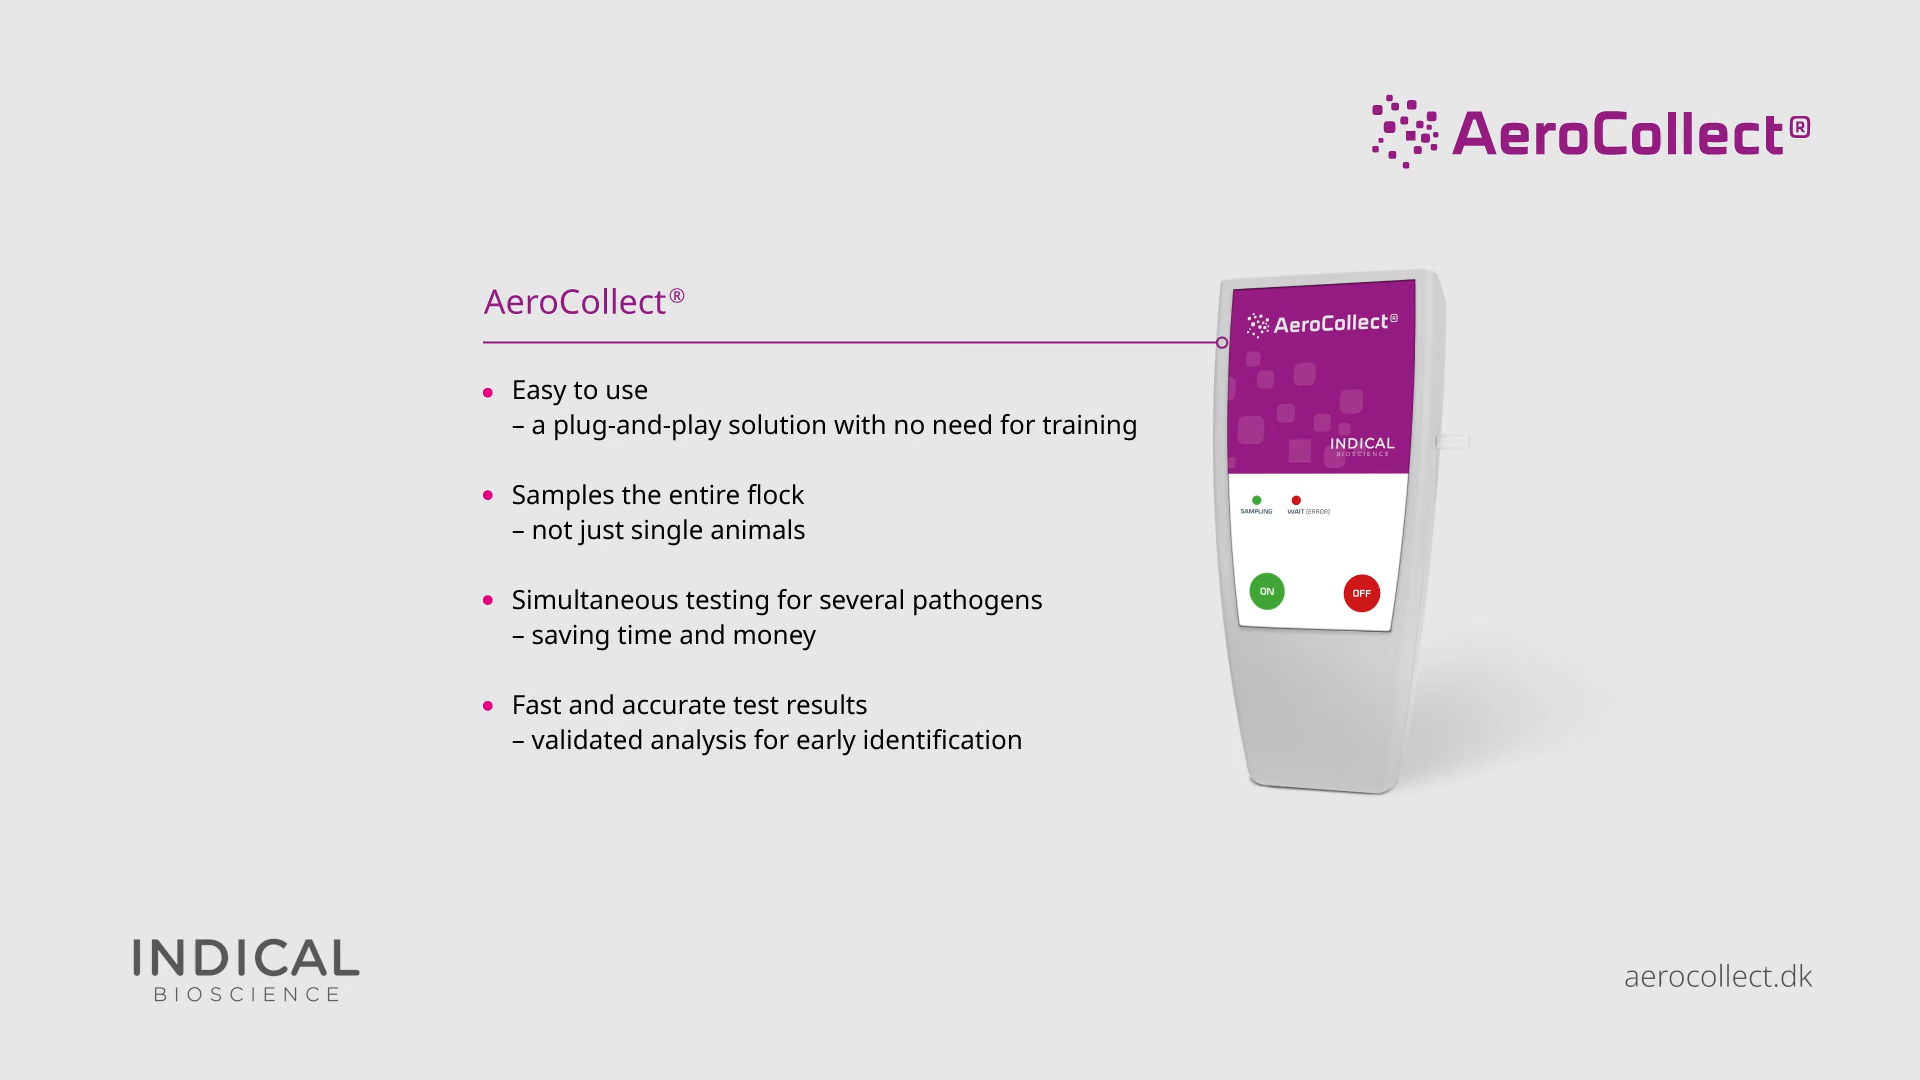 AeroCollect®
AeroCollect®
• Easy to use
– a plug-and-play solution with no need for training
• Samples the entire flock
– not just single animals
• Simultaneous testing for several pathogens
– saving time and money
• Fast and accurate test results
– validated analysis for early identification
AeroCollect®
INDICAL
BIOSCIENCE
SAMPLING WAIT (ERROR)
ON OFF
INDICAL
BIOSCIENCE
aerocollect.dk